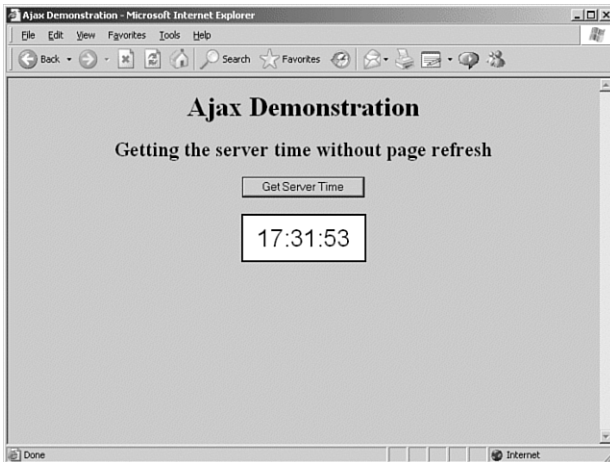 Ajax Demonstration - Microsoft Internet Explorer
File Edit View Favorites Tools Help
Back Search Favorites
Ajax Demonstration
Getting the server time without page refresh
Get Server Time
17:31:53
Done Internet